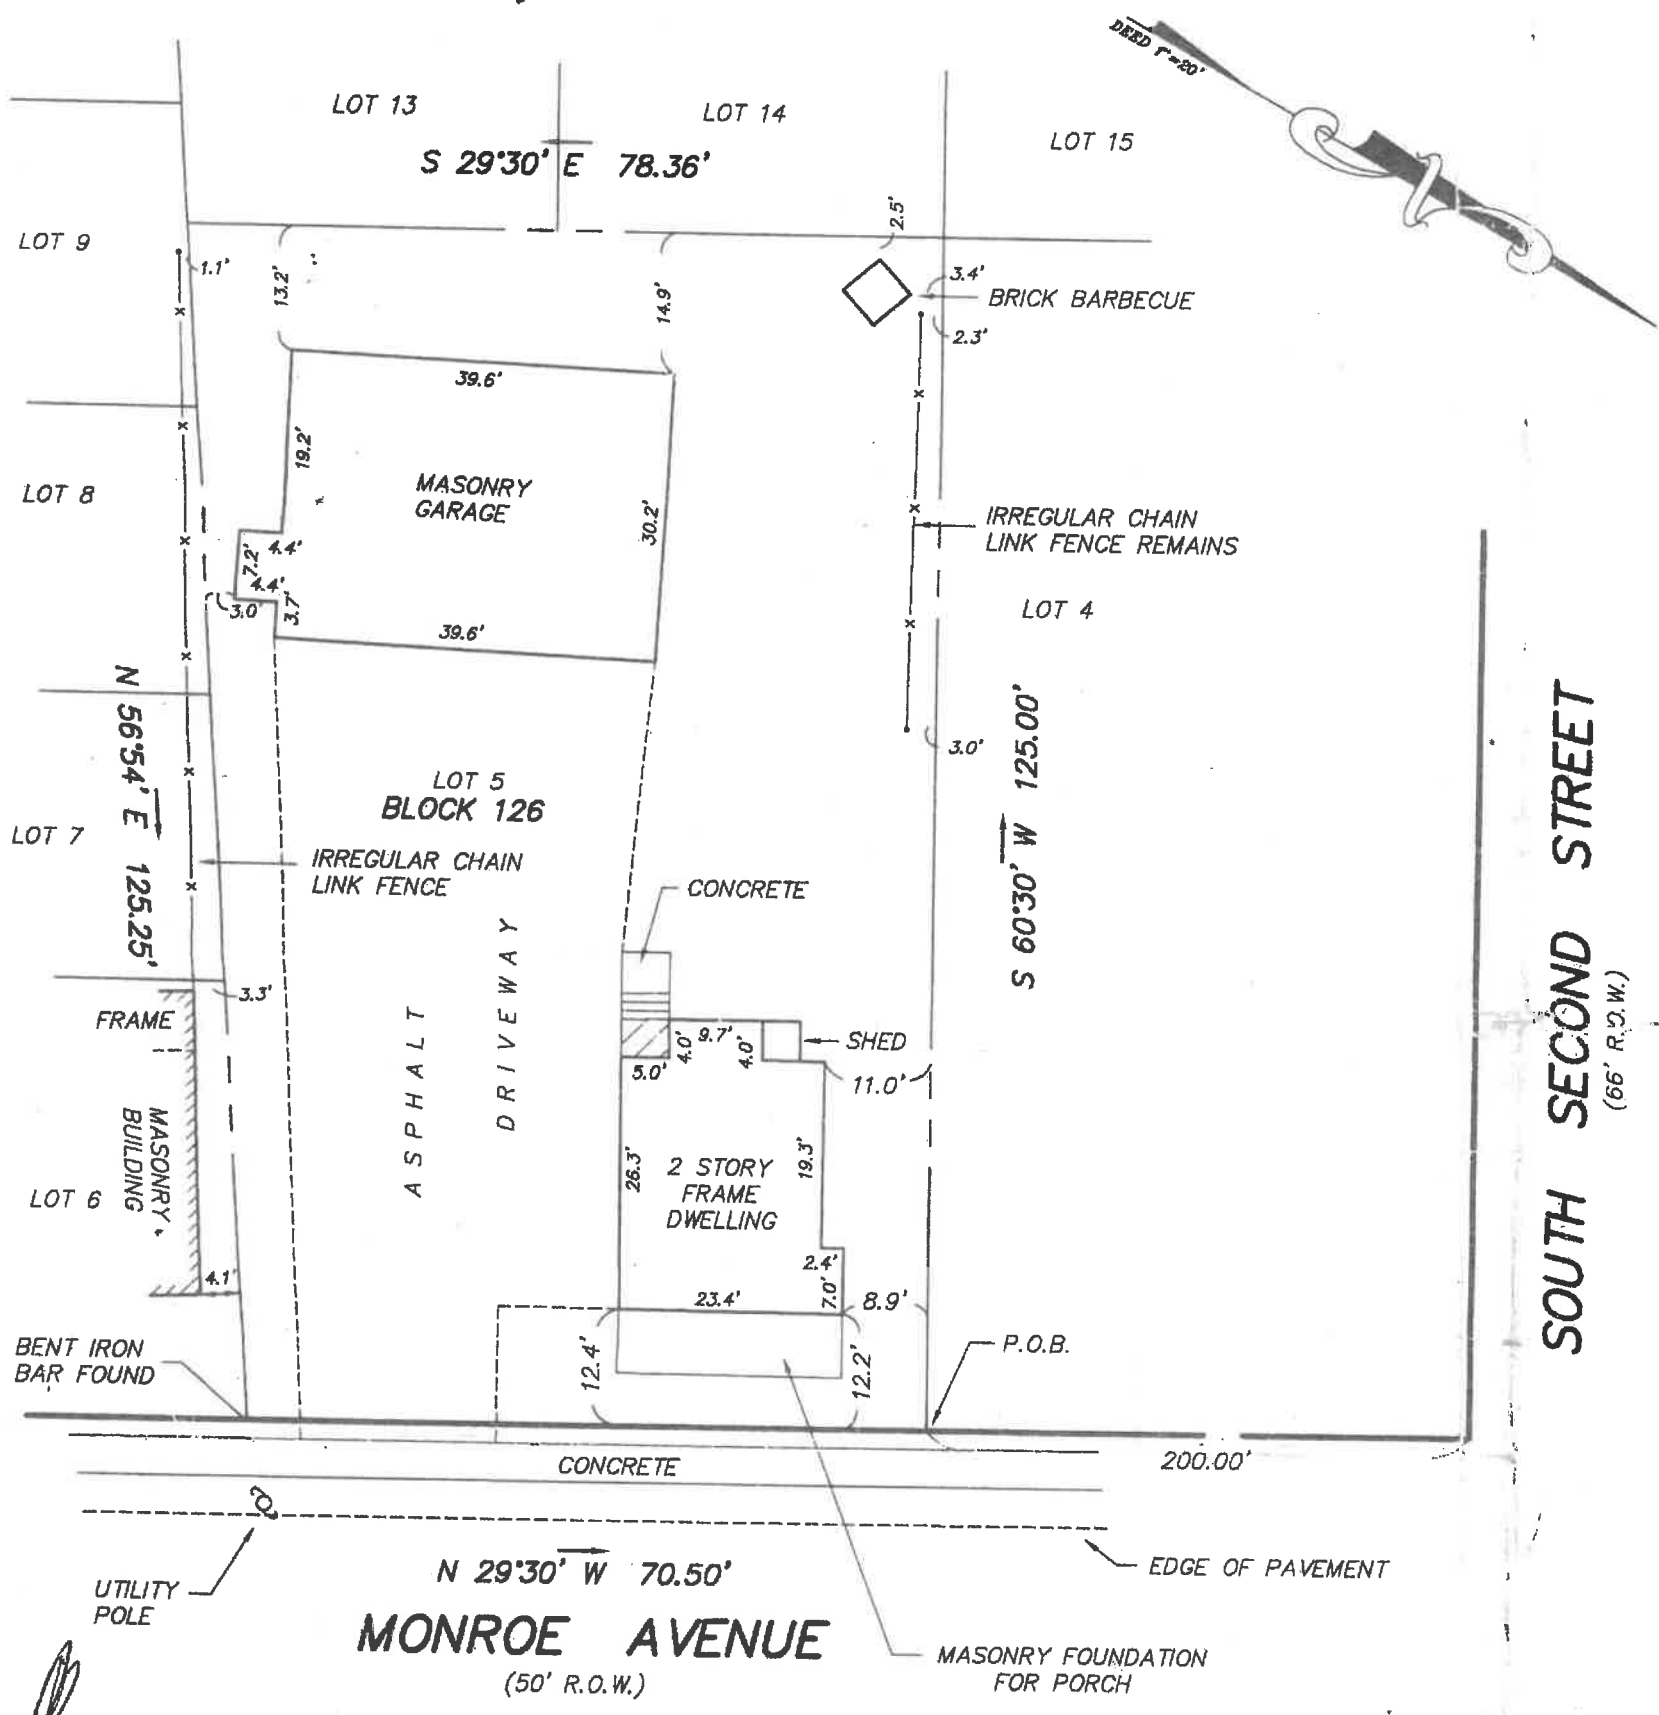 DEED 1"=20'
LOT 13
LOT 14
LOT 15
S 29°30' E 78.36'
LOT 9
1.1'
13.2'
14.9'
2.5'
3.4'
BRICK BARBECUE
2.3'
39.6'
19.2'
MASONRY
GARAGE
30.2'
LOT 8
4.4'
7.2'
4.4'
3.0'
3.7'
39.6'
IRREGULAR CHAIN
LINK FENCE REMAINS
LOT 4
N 56°54' E 125.25'
3.0'
S 60°30' W 125.00'
LOT 5
BLOCK 126
LOT 7
IRREGULAR CHAIN
LINK FENCE
CONCRETE
ASPHALT
DRIVEWAY
3.3'
FRAME
MASONRY
BUILDING
LOT 6
4.1'
9.7'
4.0'
4.0'
SHED
5.0'
11.0'
26.3'
2 STORY
FRAME
DWELLING
19.3'
2.4'
7.0'
23.4'
8.9'
12.4'
12.2'
P.O.B.
BENT IRON
BAR FOUND
SOUTH SECOND STREET
(66' R.O.W.)
CONCRETE
200.00'
N 29°30' W 70.50'
EDGE OF PAVEMENT
UTILITY
POLE
MONROE AVENUE
(50' R.O.W.)
MASONRY FOUNDATION
FOR PORCH